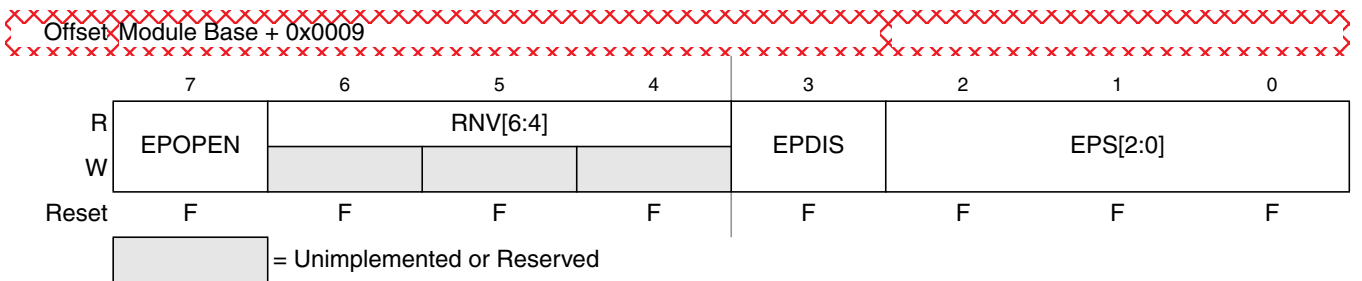 Offset Module Base + 0x0009
7 6 5 4 3 2 1 0
R EPOPEN RNV[6:4] EPDIS EPS[2:0]
W
Reset F F F F F F F F
= Unimplemented or Reserved